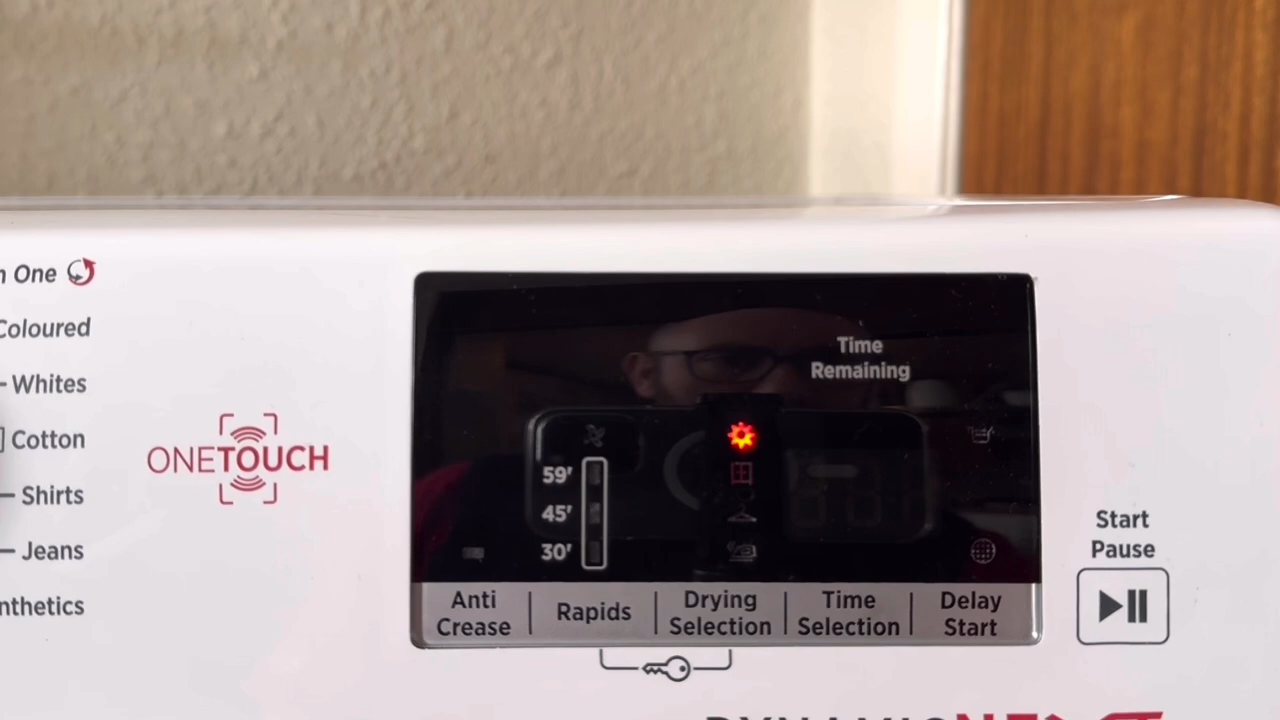 n One
Coloured
Whites
Cotton
Shirts
Jeans
nthetics
ONETOUCH
Time
Remaining
59'
45'
30'
Anti
Crease
Rapids
Drying
Selection
Time
Selection
Delay
Start
Start
Pause